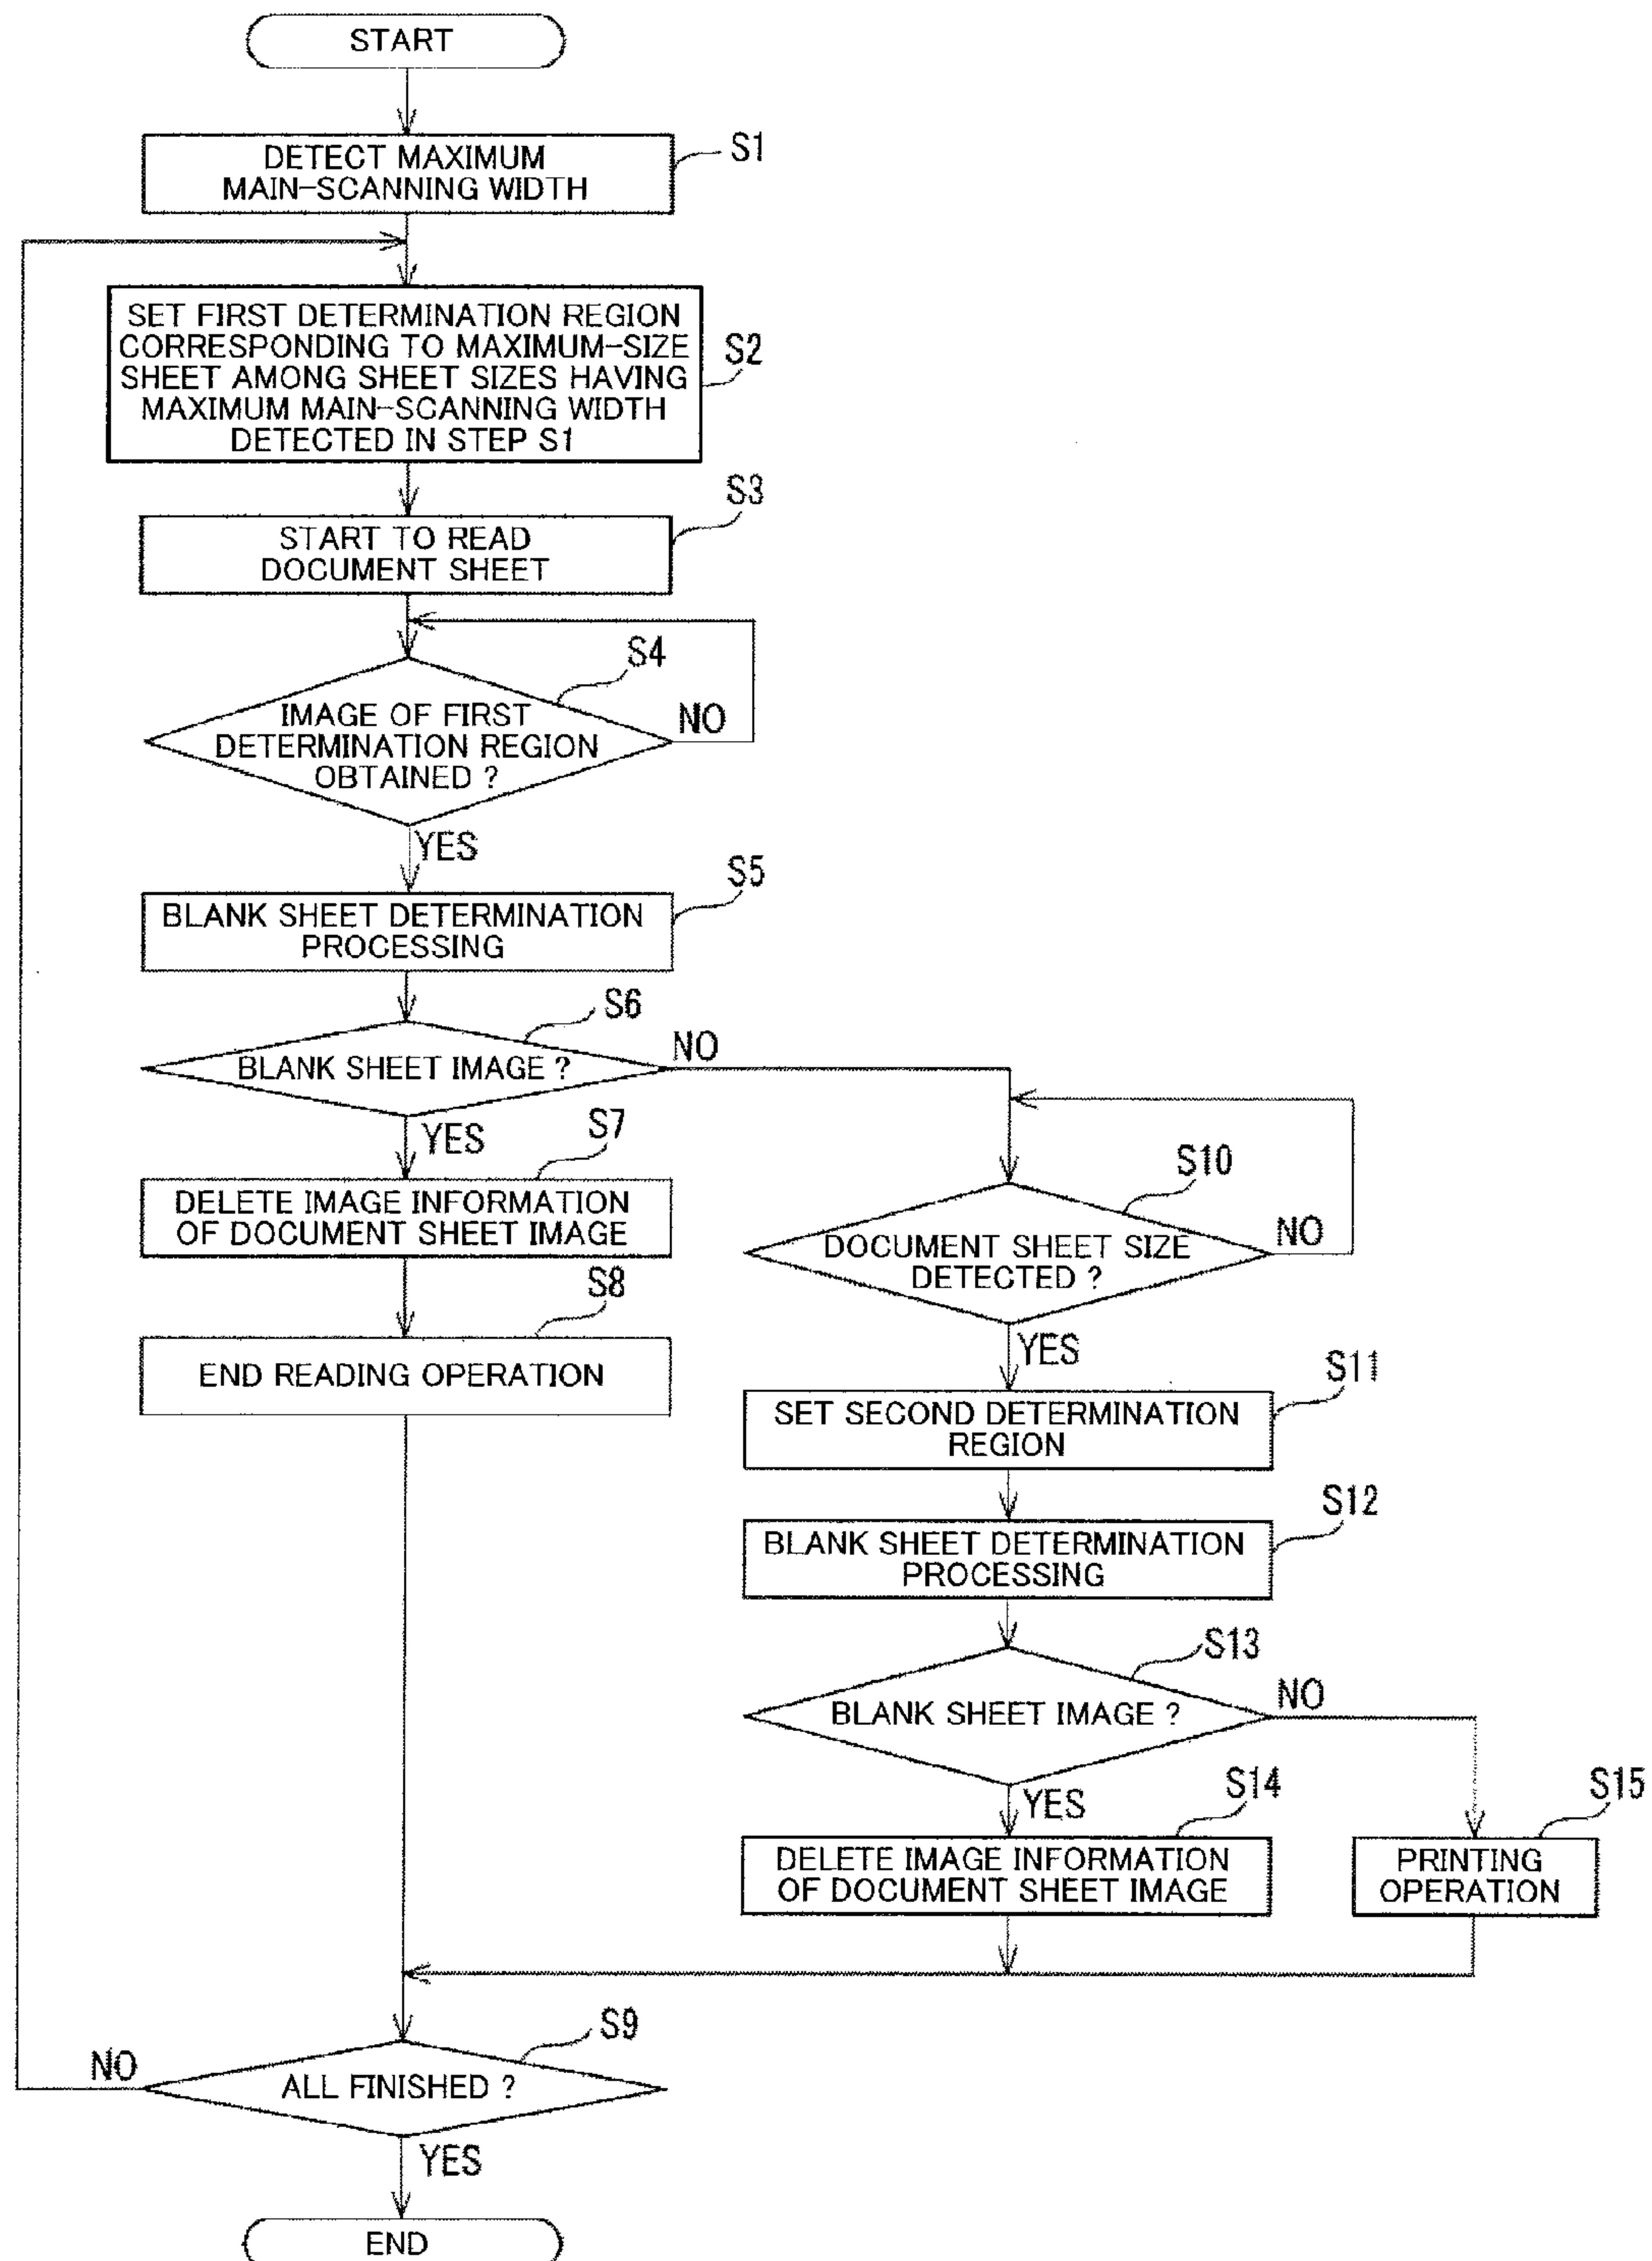 START
DETECT MAXIMUM
MAIN-SCANNING WIDTH
S1
SET FIRST DETERMINATION REGION
CORRESPONDING TO MAXIMUM-SIZE
SHEET AMONG SHEET SIZES HAVING
MAXIMUM MAIN-SCANNING WIDTH
DETECTED IN STEP S1
S2
S3
START TO READ
DOCUMENT SHEET
S4
IMAGE OF FIRST
DETERMINATION REGION
OBTAINED ?
NO
YES
S5
BLANK SHEET DETERMINATION
PROCESSING
S6
BLANK SHEET IMAGE ?
NO
YES
S7
DELETE IMAGE INFORMATION
OF DOCUMENT SHEET IMAGE
S8
END READING OPERATION
S10
DOCUMENT SHEET SIZE
DETECTED ?
NO
YES
S11
SET SECOND DETERMINATION
REGION
S12
BLANK SHEET DETERMINATION
PROCESSING
S13
BLANK SHEET IMAGE ?
NO
YES
S14
DELETE IMAGE INFORMATION
OF DOCUMENT SHEET IMAGE
S15
PRINTING
OPERATION
S9
ALL FINISHED ?
NO
YES
END